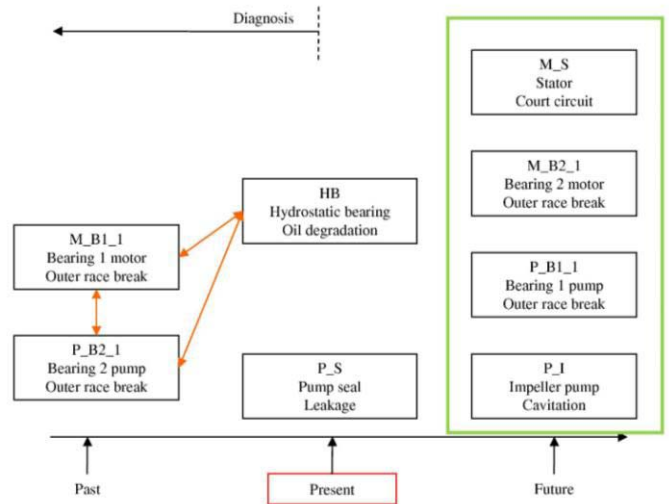 Diagnosis
M_S
Stator
Court circuit
M_B2_1
Bearing 2 motor
Outer race break
HB
Hydrostatic bearing
Oil degradation
M_B1_1
Bearing 1 motor
Outer race break
P_B1_1
Bearing 1 pump
Outer race break
P_B2_1
Bearing 2 pump
Outer race break
P_S
Pump seal
Leakage
P_I
Impeller pump
Cavitation
Past
Present
Future